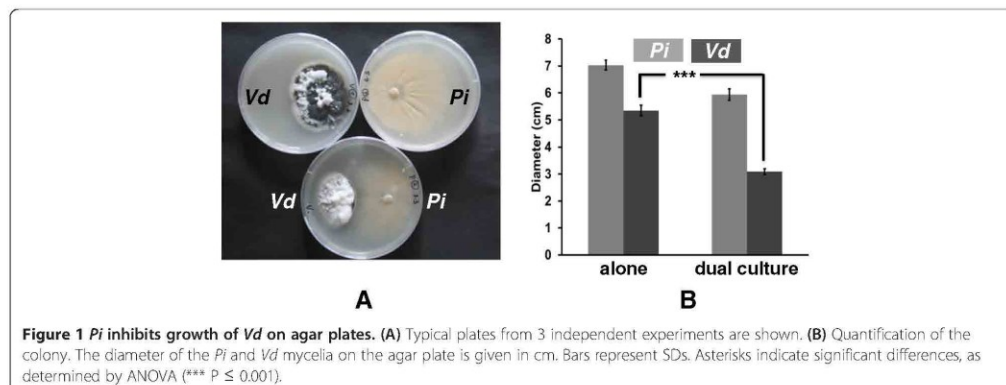 Vd
Pi
Vd
Pi
A
8
7
6
5
4
3
2
1
0
Diameter (cm)
Pi Vd
***
alone dual culture
B
Figure 1 Pi inhibits growth of Vd on agar plates. (A) Typical plates from 3 independent experiments are shown. (B) Quantification of the
colony. The diameter of the Pi and Vd mycelia on the agar plate is given in cm. Bars represent SDs. Asterisks indicate significant differences, as
determined by ANOVA (*** P ≤ 0.001).